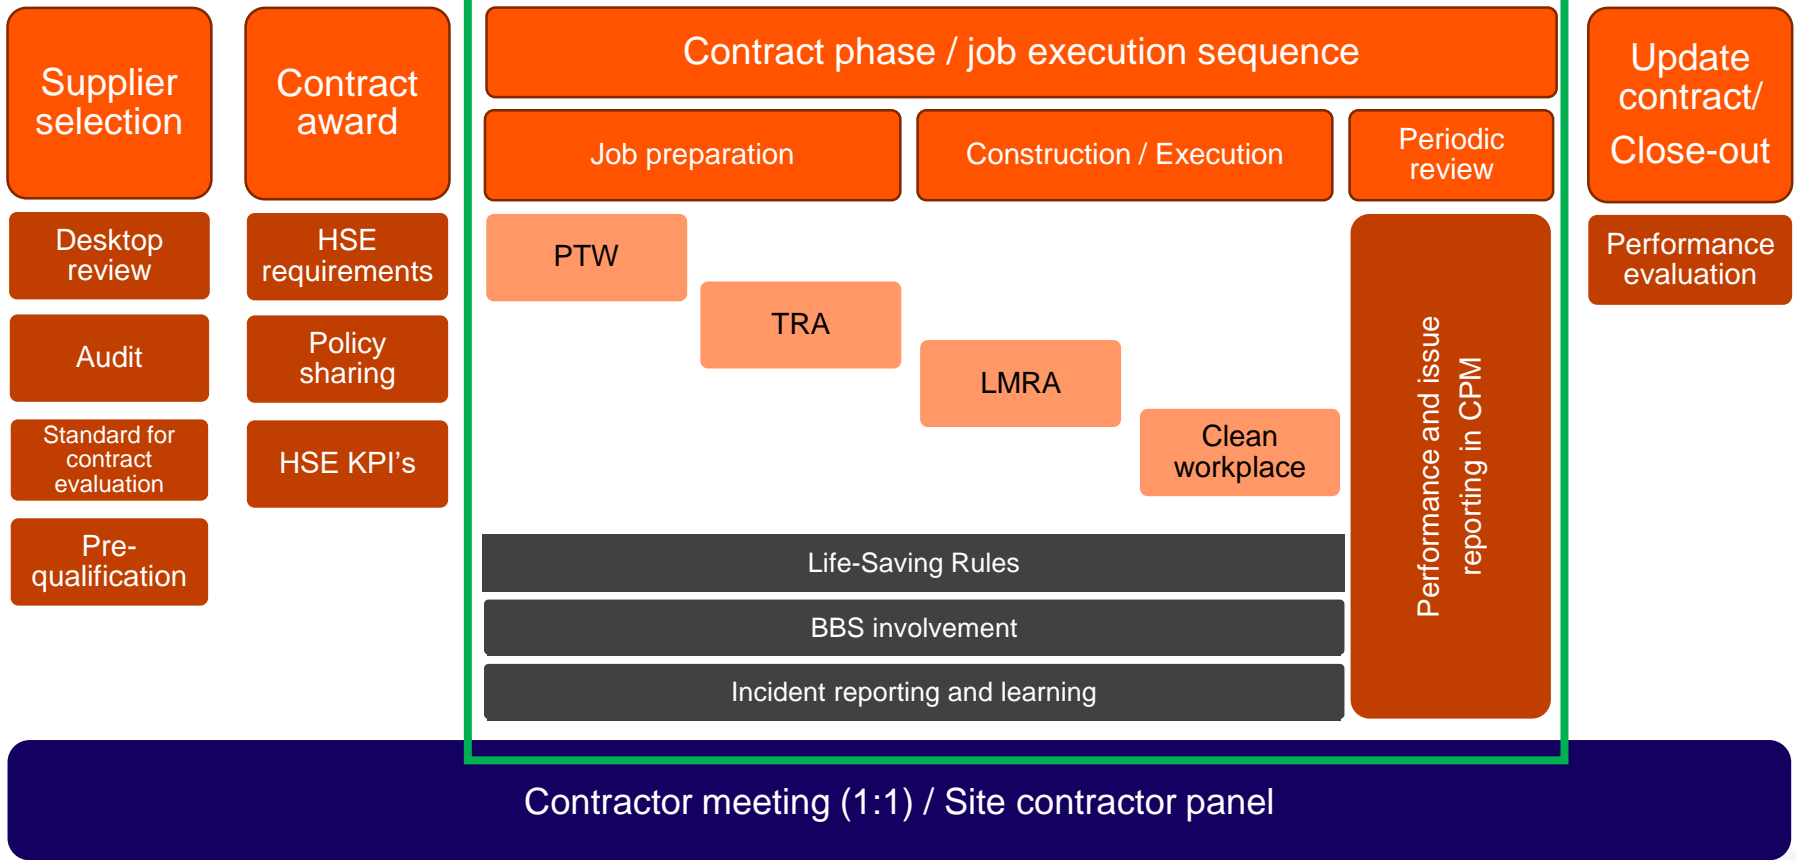 Supplier
selection
Desktop
review
Audit
Standard for
contract
evaluation
Pre-
qualification
Contract
award
HSE
requirements
Policy
sharing
HSE KPI's
Contract phase / job execution sequence
Job preparation
Construction / Execution
Periodic
review
PTW
TRA
LMRA
Clean
workplace
Life-Saving Rules
BBS involvement
Incident reporting and learning
Performance and issue
reporting in CPM
Update
contract/
Close-out
Performance
evaluation
Contractor meeting (1:1) / Site contractor panel